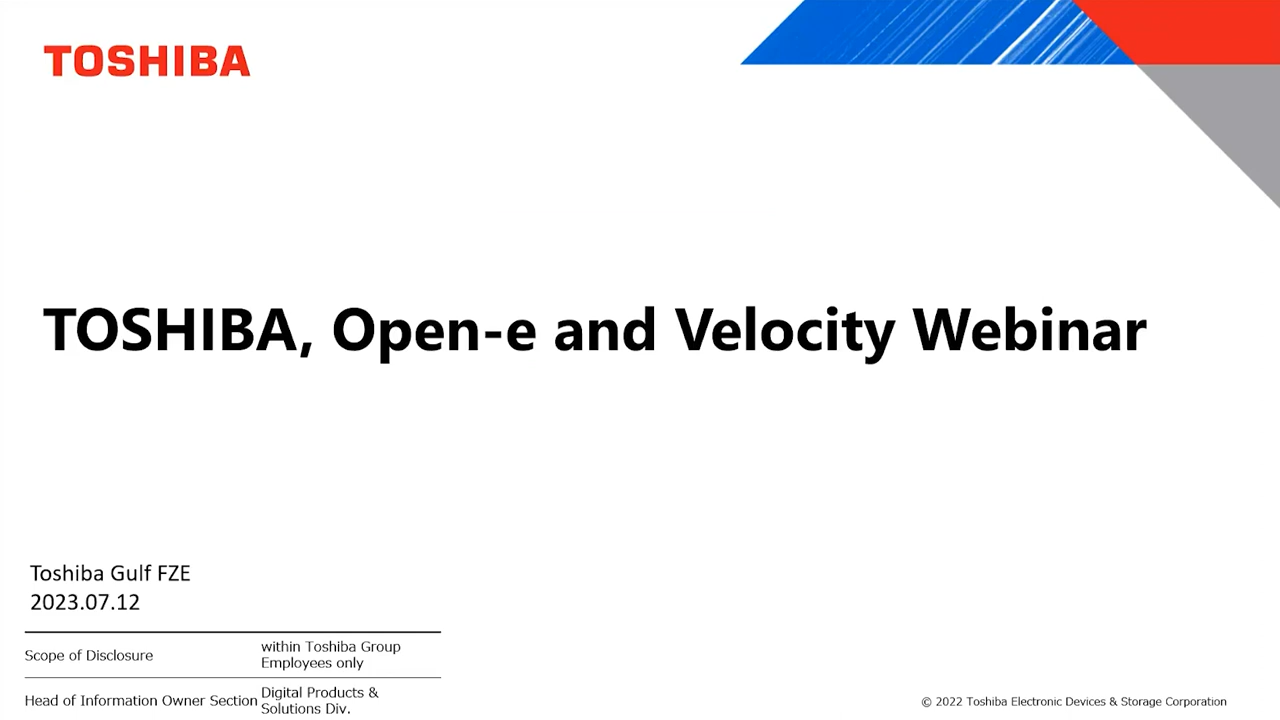 TOSHIBA
TOSHIBA, Open-e and Velocity Webinar
Toshiba Gulf FZE
2023.07.12
Scope of Disclosure
within Toshiba Group
Employees only
Head of Information Owner Section
Digital Products &
Solutions Div.
© 2022 Toshiba Electronic Devices & Storage Corporation